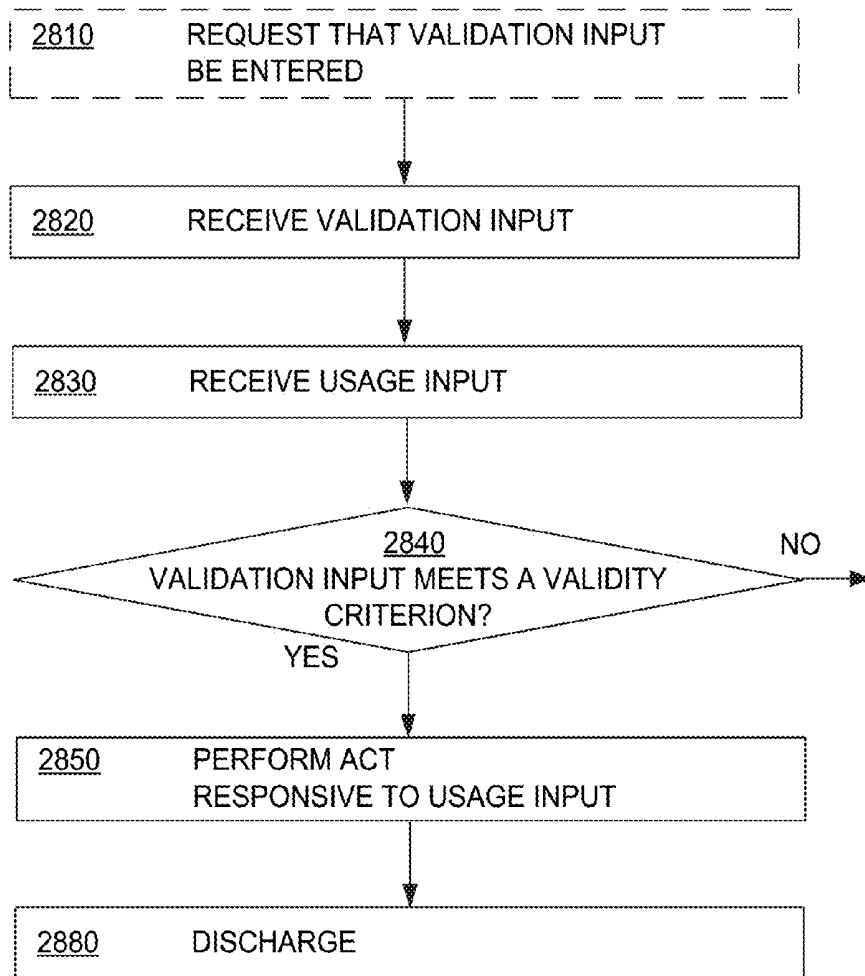 2810 REQUEST THAT VALIDATION INPUT
BE ENTERED
2820 RECEIVE VALIDATION INPUT
2830 RECEIVE USAGE INPUT
2840
VALIDATION INPUT MEETS A VALIDITY
CRITERION?
NO
YES
2850 PERFORM ACT
RESPONSIVE TO USAGE INPUT
2880 DISCHARGE